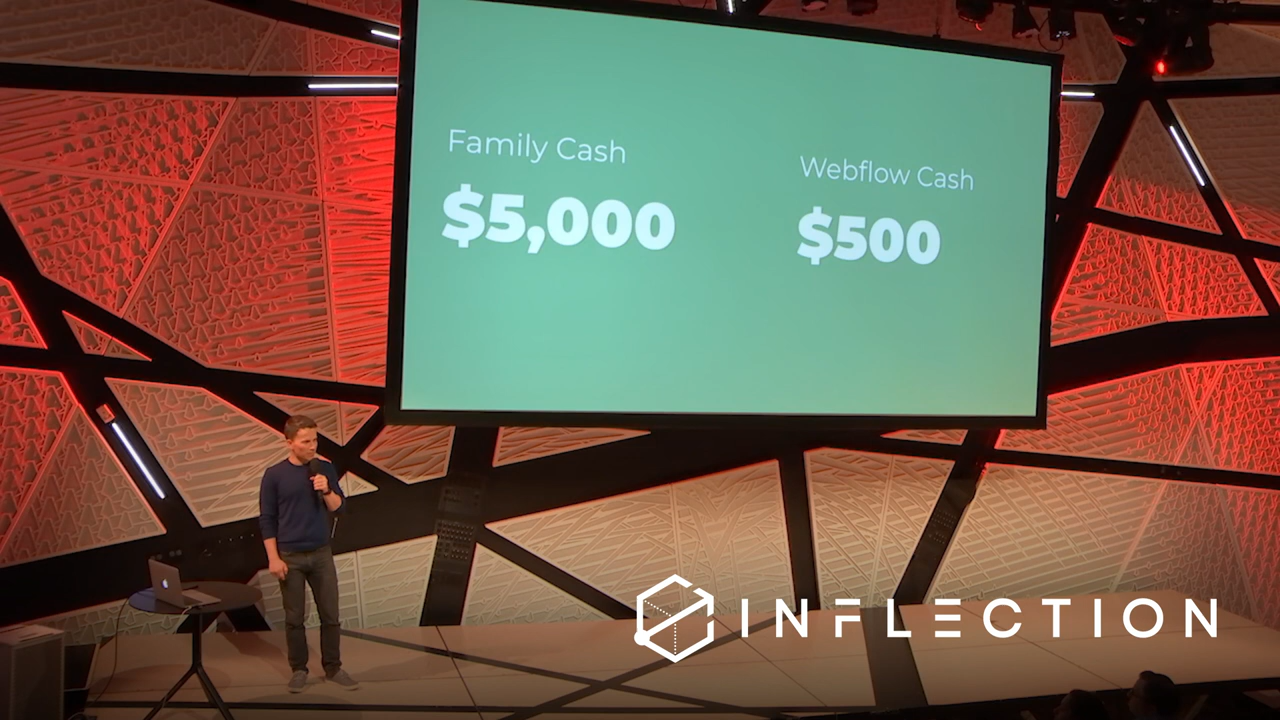 Family Cash
$5,000
Webflow Cash
$500
INFLECTION